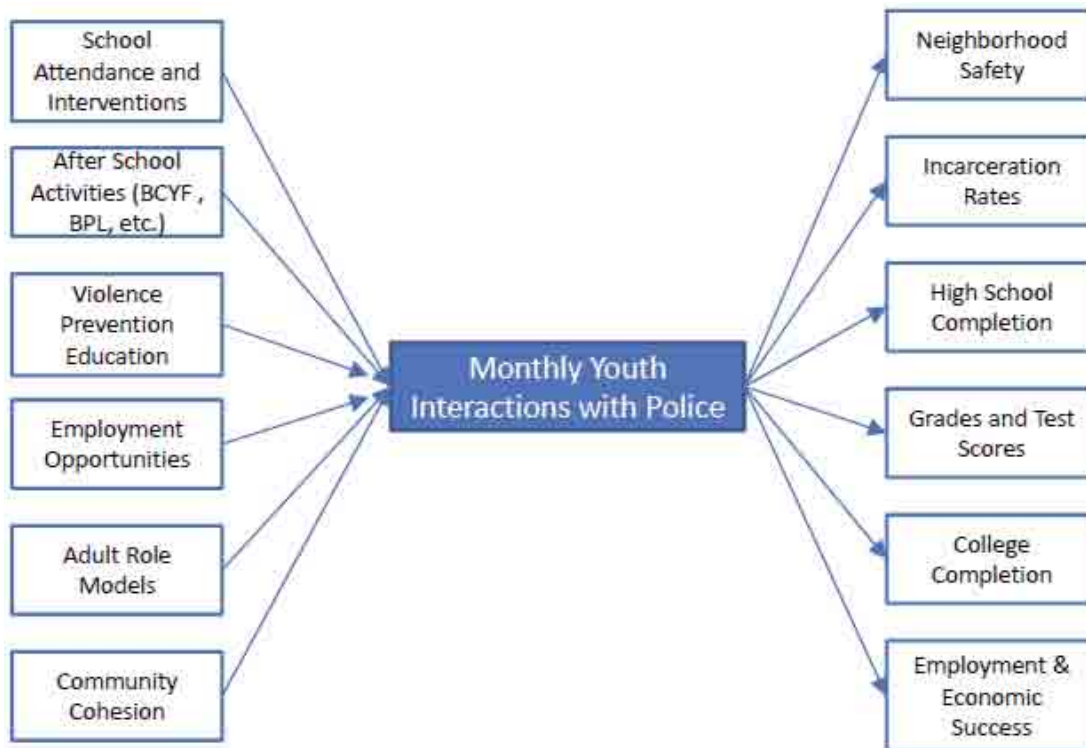 School
Attendance and
Interventions
After School
Activities (BCYF ,
BPL, etc.)
Violence
Prevention
Education
Employment
Opportunities
Adult Role
Models
Community
Cohesion
Monthly Youth
Interactions with Police
Neighborhood
Safety
Incarceration
Rates
High School
Completion
Grades and Test
Scores
College
Completion
Employment &
Economic
Success